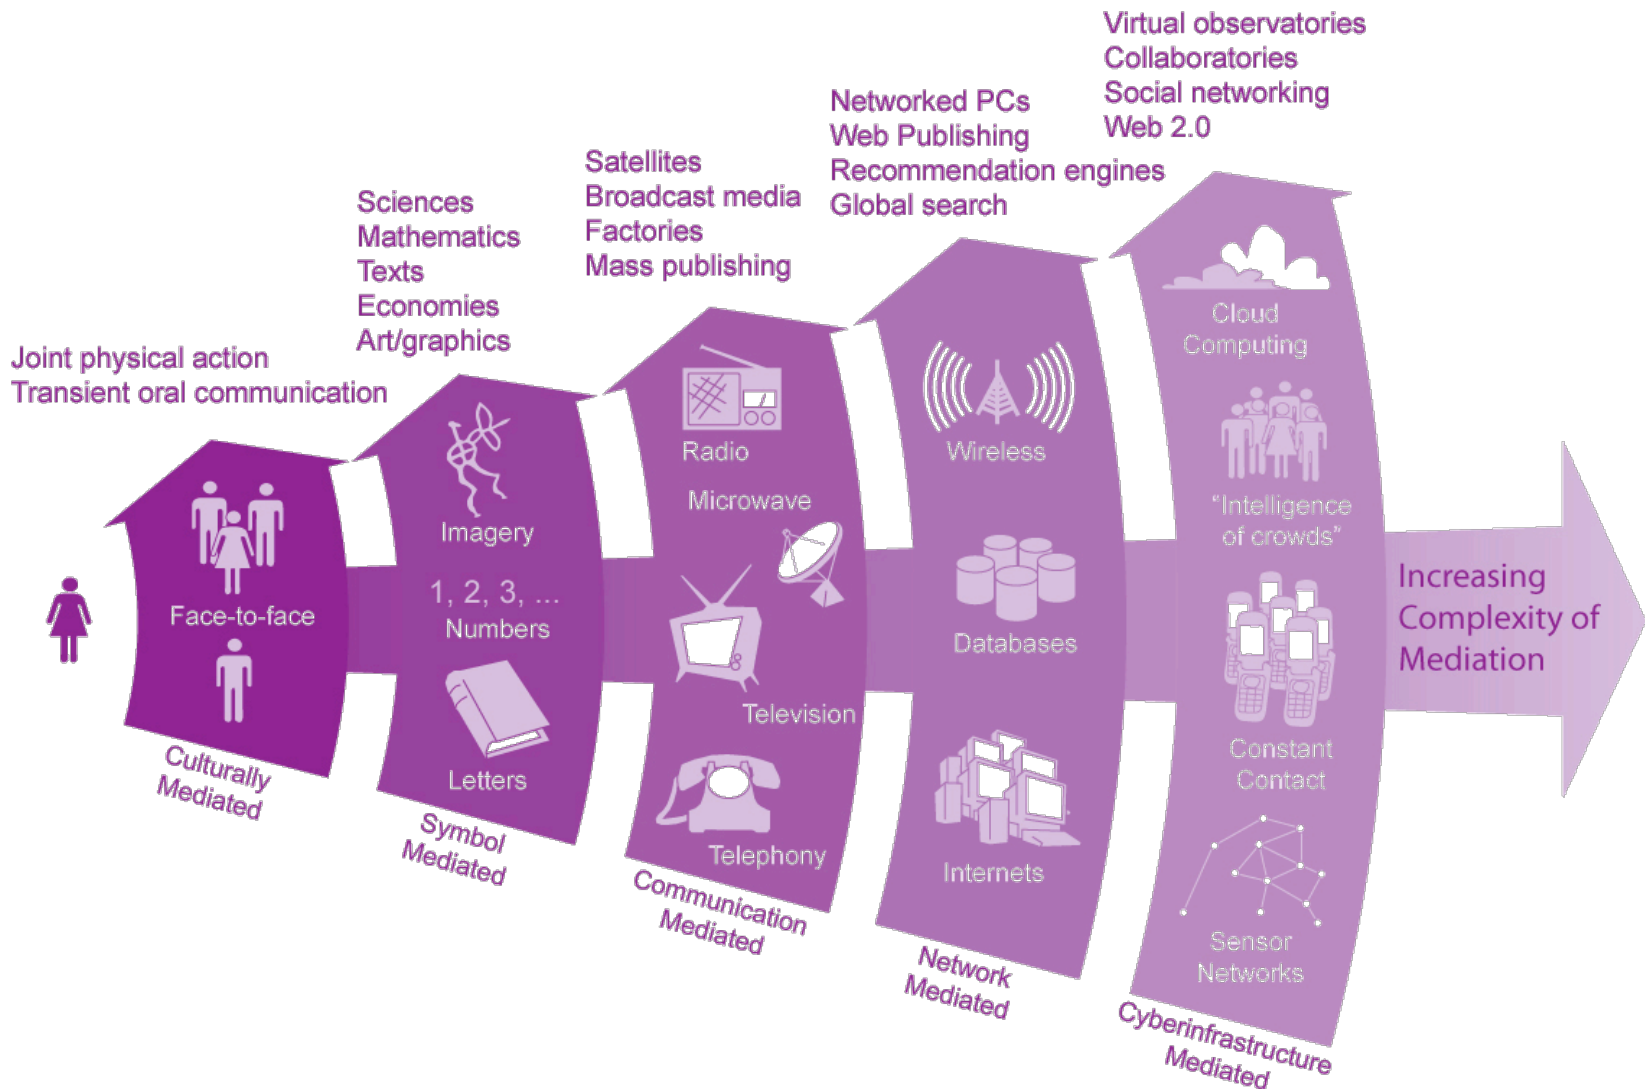 Joint physical action
Transient oral communication
Face-to-face
Culturally
Mediated
Sciences
Mathematics
Texts
Economies
Art/graphics
Imagery
1, 2, 3, ...
Numbers
Letters
Symbol
Mediated
Satellites
Broadcast media
Factories
Mass publishing
Radio
Microwave
Television
Telephony
Communication
Mediated
Networked PCs
Web Publishing
Recommendation engines
Global search
Wireless
Databases
Internets
Network
Mediated
Virtual observatories
Collaboratories
Social networking
Web 2.0
Cloud
Computing
“Intelligence
of crowds”
Constant
Contact
Sensor
Networks
Cyberinfrastructure
Mediated
Increasing
Complexity of
Mediation